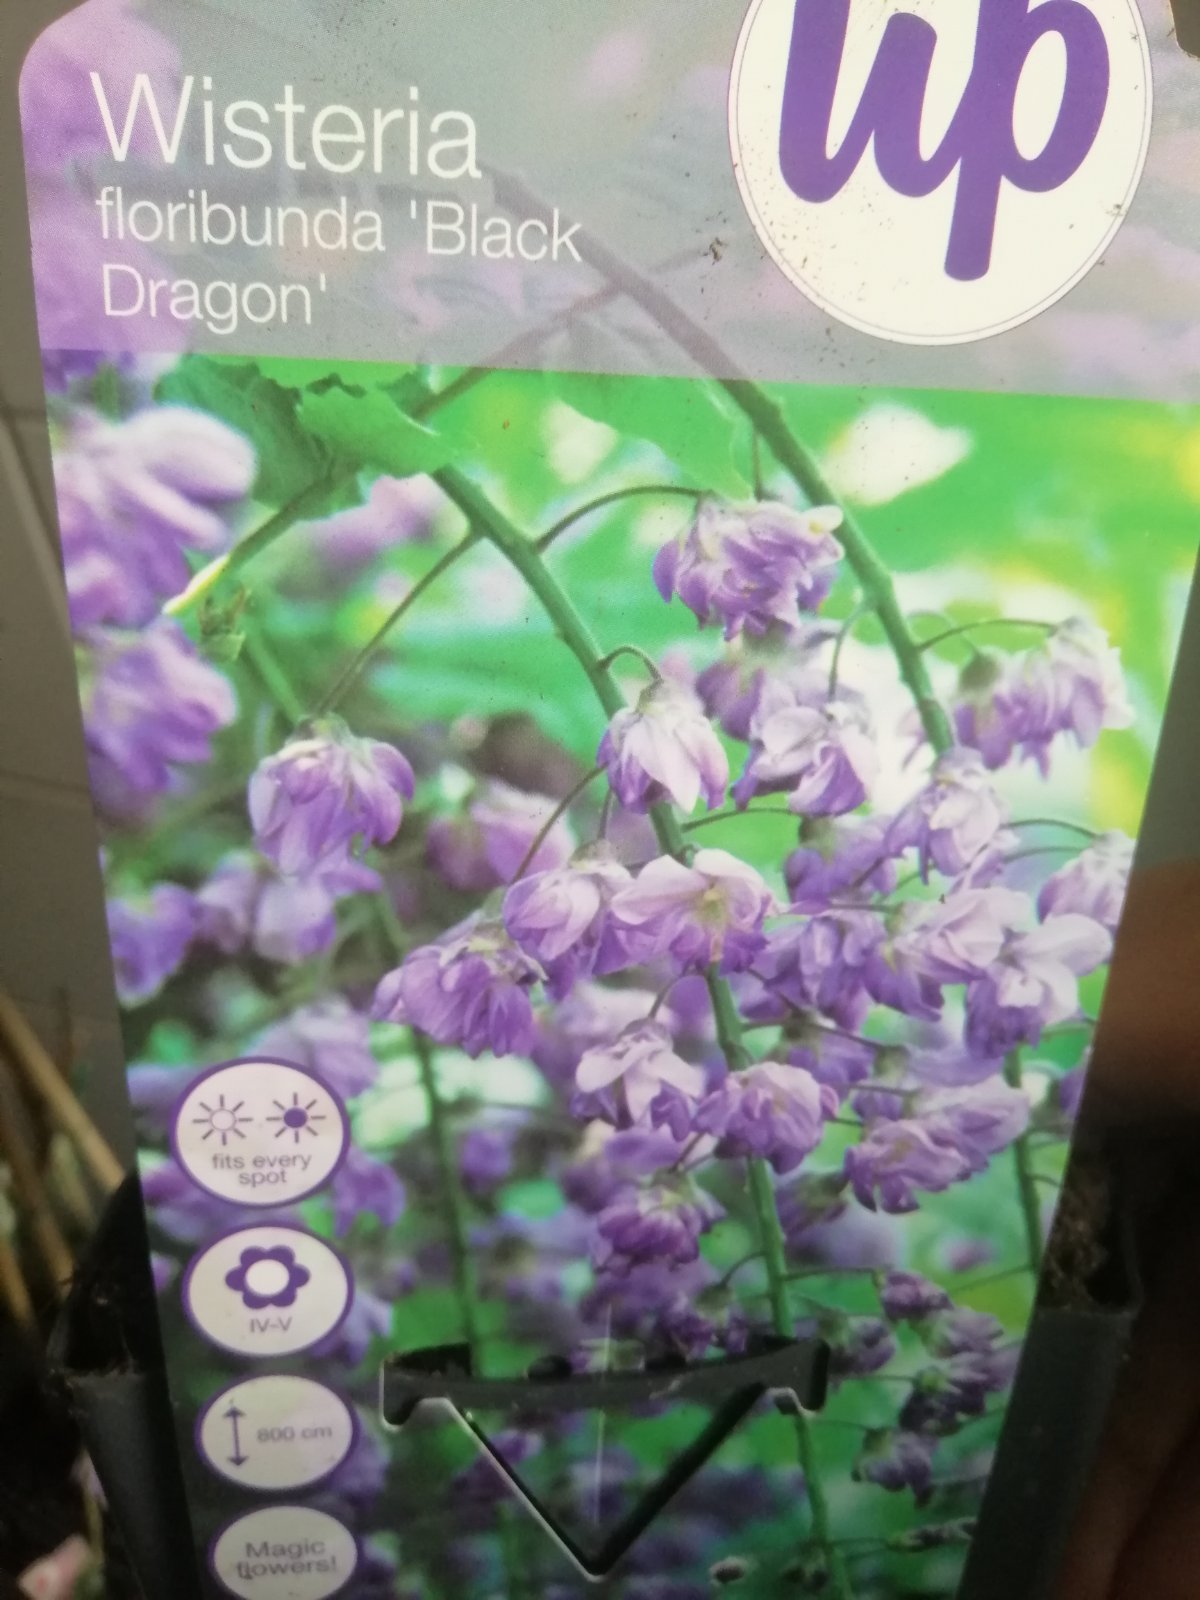 up
Wisteria
floribunda 'Black
Dragon'
fits every
spot
IV-V
800 cm
Magic
flowers!